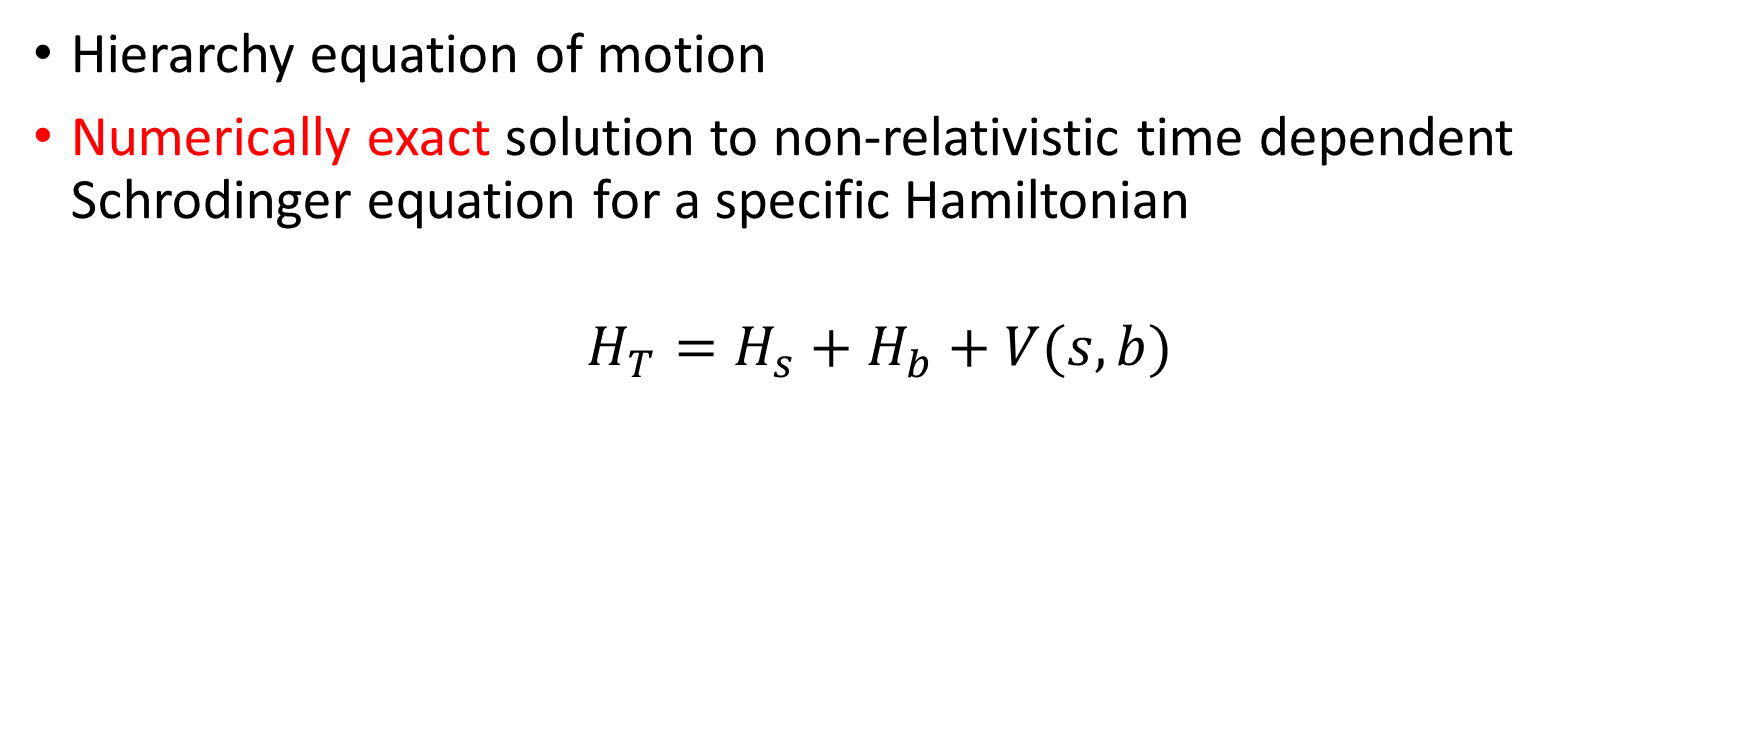 • Hierarchy equation of motion
• Numerically exact solution to non-relativistic time dependent
Schrodinger equation for a specific Hamiltonian
H_T = H_s + H_b + V(s, b)